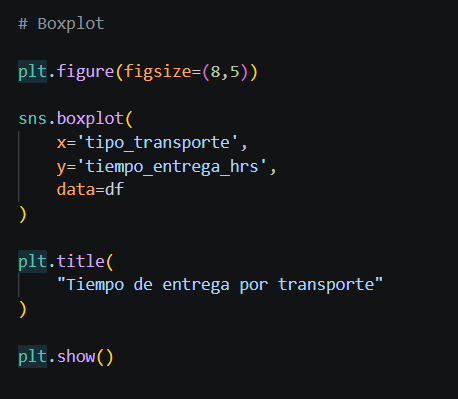 # Boxplot
plt.figure(figsize=(8,5))
sns.boxplot(
x='tipo_transporte',
y='tiempo_entrega_hrs',
data=df
)
plt.title(
"Tiempo de entrega por transporte"
)
plt.show()